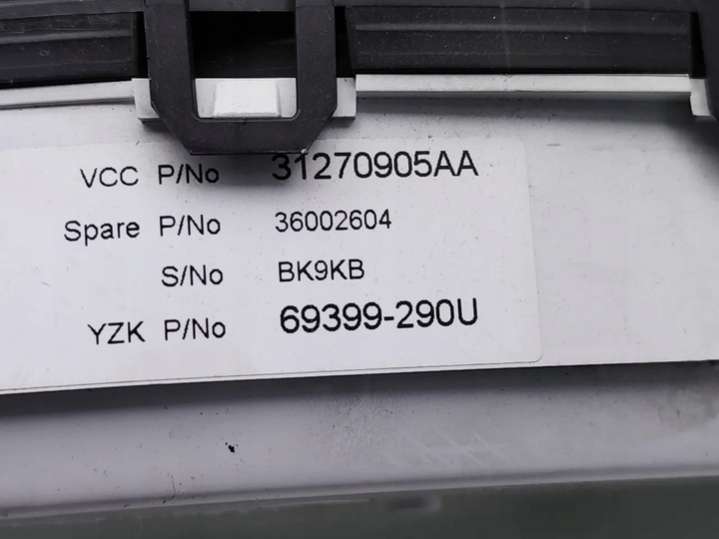 VCC P/No 31270905AA
Spare P/No 36002604
S/No BK9KB
YZK P/No 69399-290U